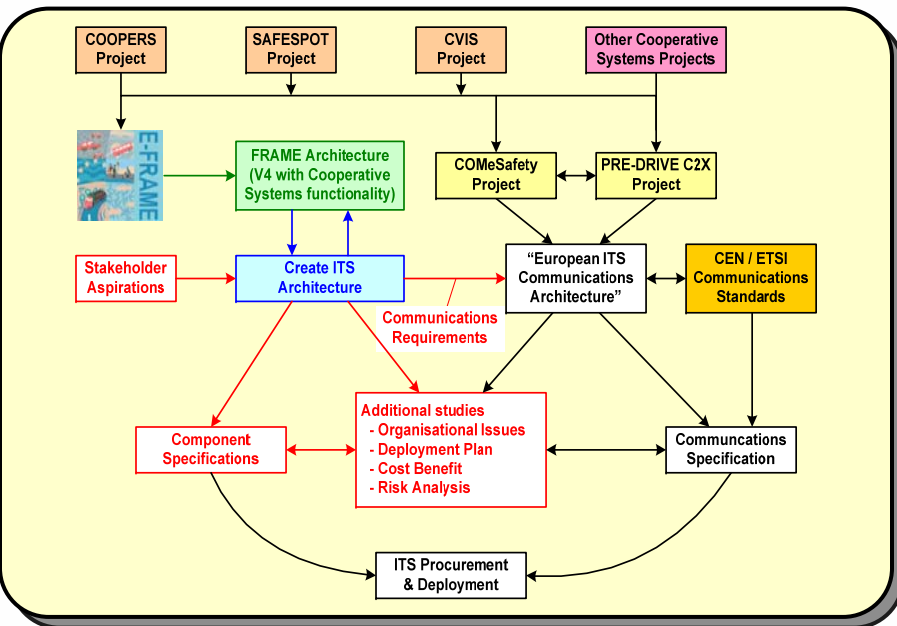 COOPERS
Project
SAFESPOT
Project
CVIS
Project
Other Cooperative
Systems Projects
E-FRAME
FRAME Architecture
(V4 with Cooperative
Systems functionality)
COMeSafety
Project
PRE-DRIVE C2X
Project
Stakeholder
Aspirations
Create ITS
Architecture
“European ITS
Communications
Architecture”
CEN / ETSI
Communications
Standards
Communications
Requirements
Additional studies
- Organisational Issues
- Deployment Plan
- Cost Benefit
- Risk Analysis
Component
Specifications
Communcations
Specification
ITS Procurement
& Deployment